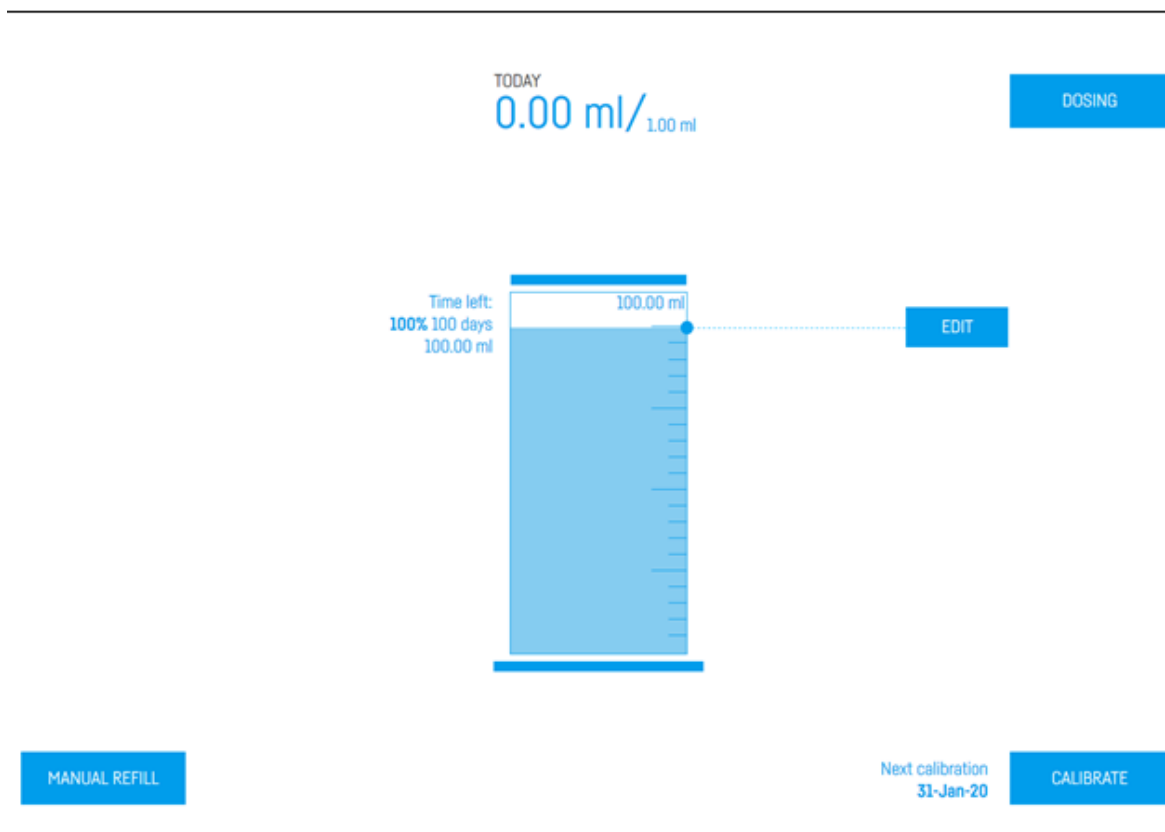 TODAY
0.00 ml/1.00 ml
DOSING
Time left:
100% 100 days
100.00 ml
100.00 ml
EDIT
MANUAL REFILL
Next calibration
31-Jan-20
CALIBRATE